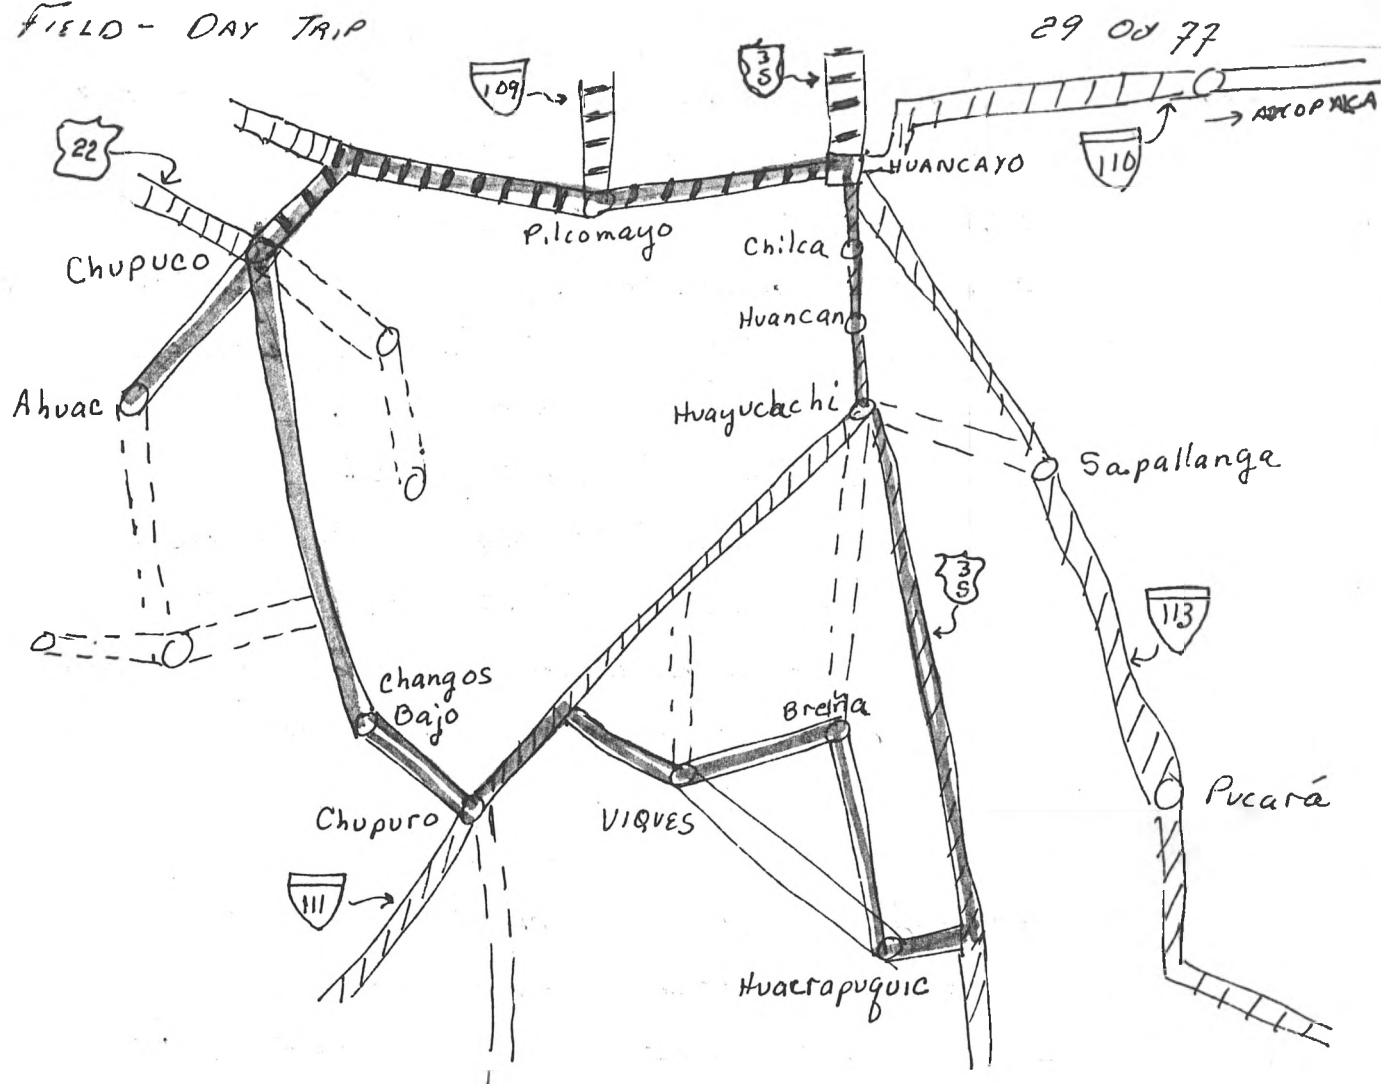 FIELD - DAY TRIP
29 Oct 77
109
3
S
22
110
HUANCAYO
Pilcomayo
Chilca
Chupuco
Huancan
Ahuac
Huayucachi
Sapallanga
3
S
113
Changos
Bajo
Breña
Pucará
Chupuro
VIQUES
111
Huacrapuquic